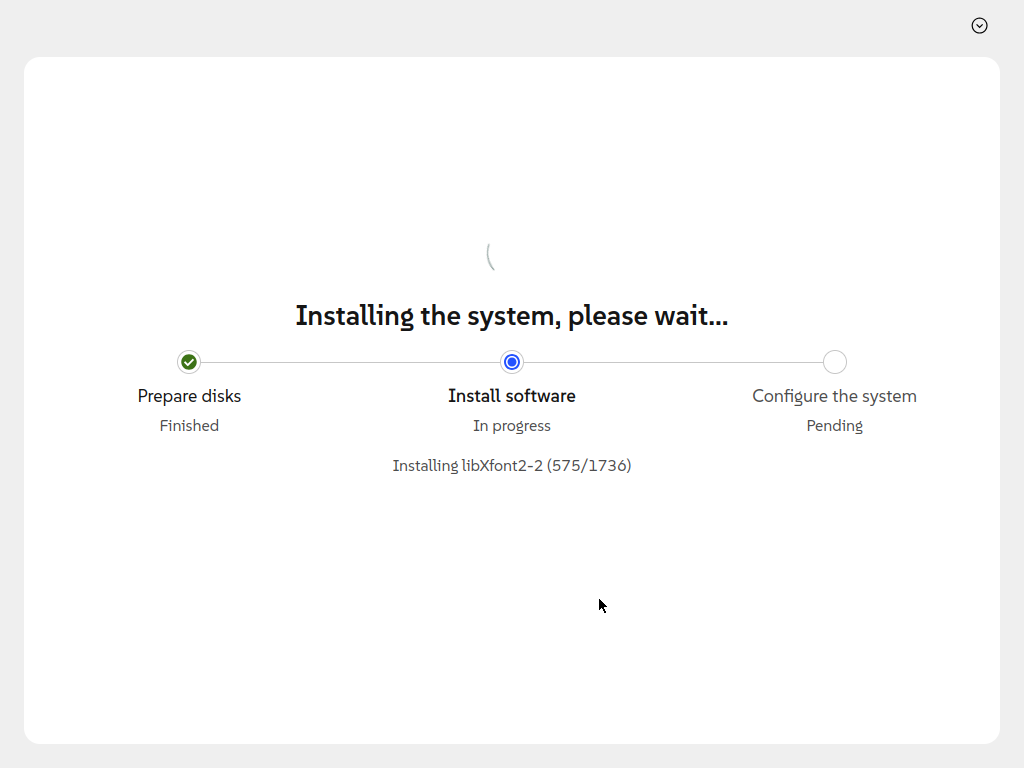 Installing the system, please wait...
Prepare disks
Finished
Install software
In progress
Configure the system
Pending
Installing libXfont2-2 (575/1736)